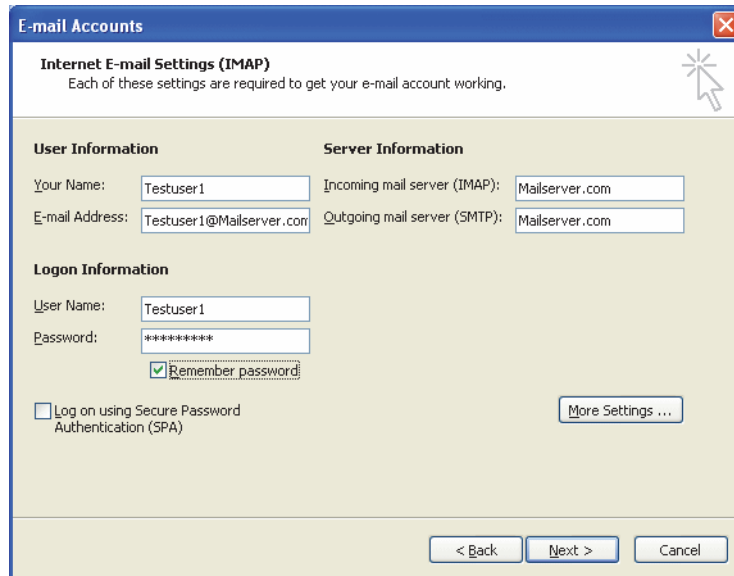 E-mail Accounts
Internet E-mail Settings (IMAP)
Each of these settings are required to get your e-mail account working.
User Information
Your Name: Testuser1
E-mail Address: Testuser1@Mailserver.com
Logon Information
User Name: Testuser1
Password: *********
Remember password
Log on using Secure Password
Authentication (SPA)
Server Information
Incoming mail server (IMAP): Mailserver.com
Outgoing mail server (SMTP): Mailserver.com
More Settings ...
< Back
Next >
Cancel